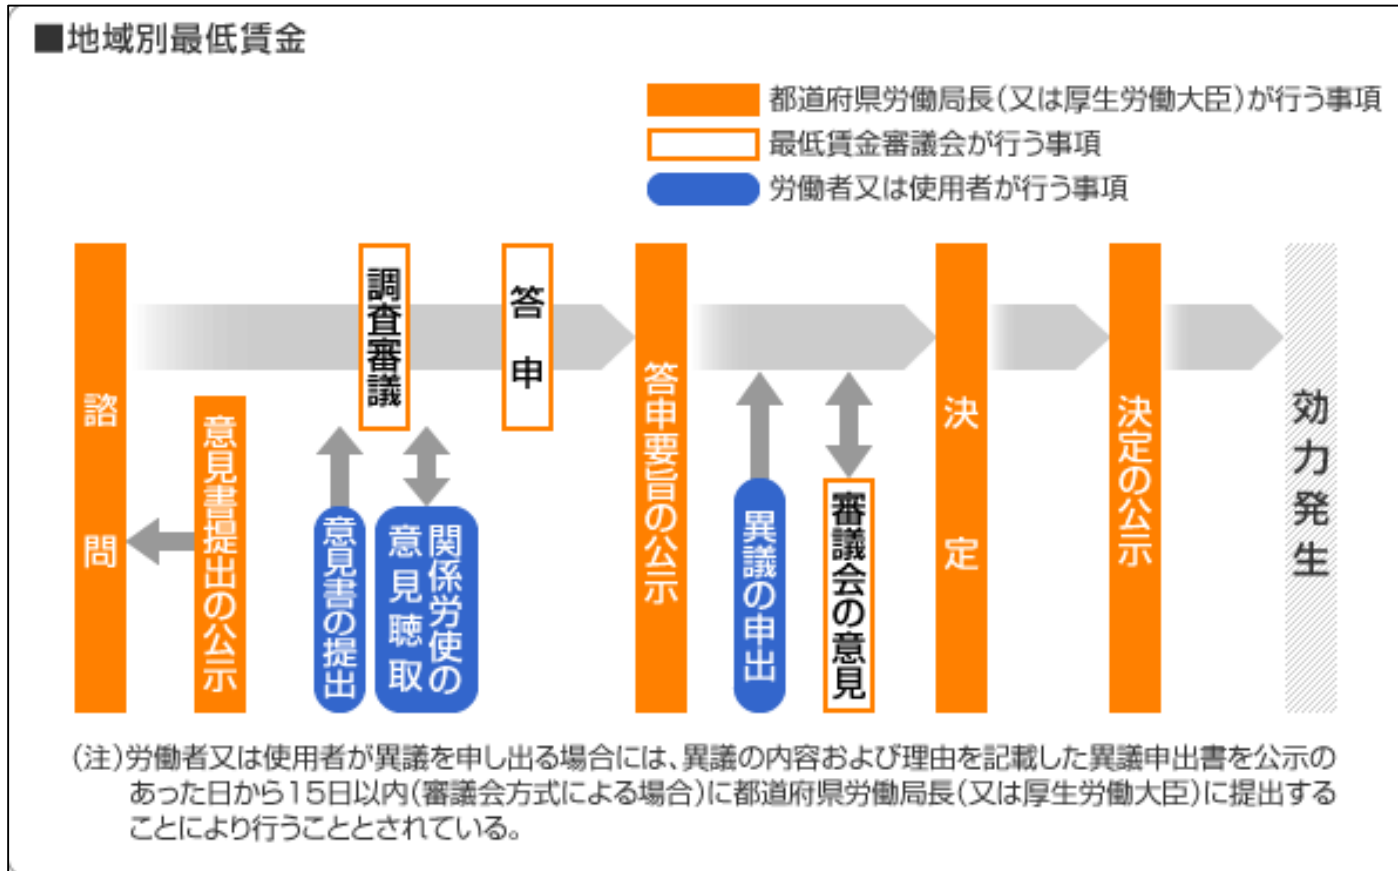 ■地域別最低賃金
都道府県労働局長(又は厚生労働大臣)が行う事項
最低賃金審議会が行う事項
労働者又は使用者が行う事項
諮問
意見書提出の公示
調査審議
意見書の提出
関係労使の
意見聴取
答申
答申要旨の公示
異議の申出
審議会の意見
決定
決定の公示
効力発生
(注)労働者又は使用者が異議を申し出る場合には、異議の内容および理由を記載した異議申出書を公示の
あった日から15日以内(審議会方式による場合)に都道府県労働局長(又は厚生労働大臣)に提出する
ことにより行うこととされている。